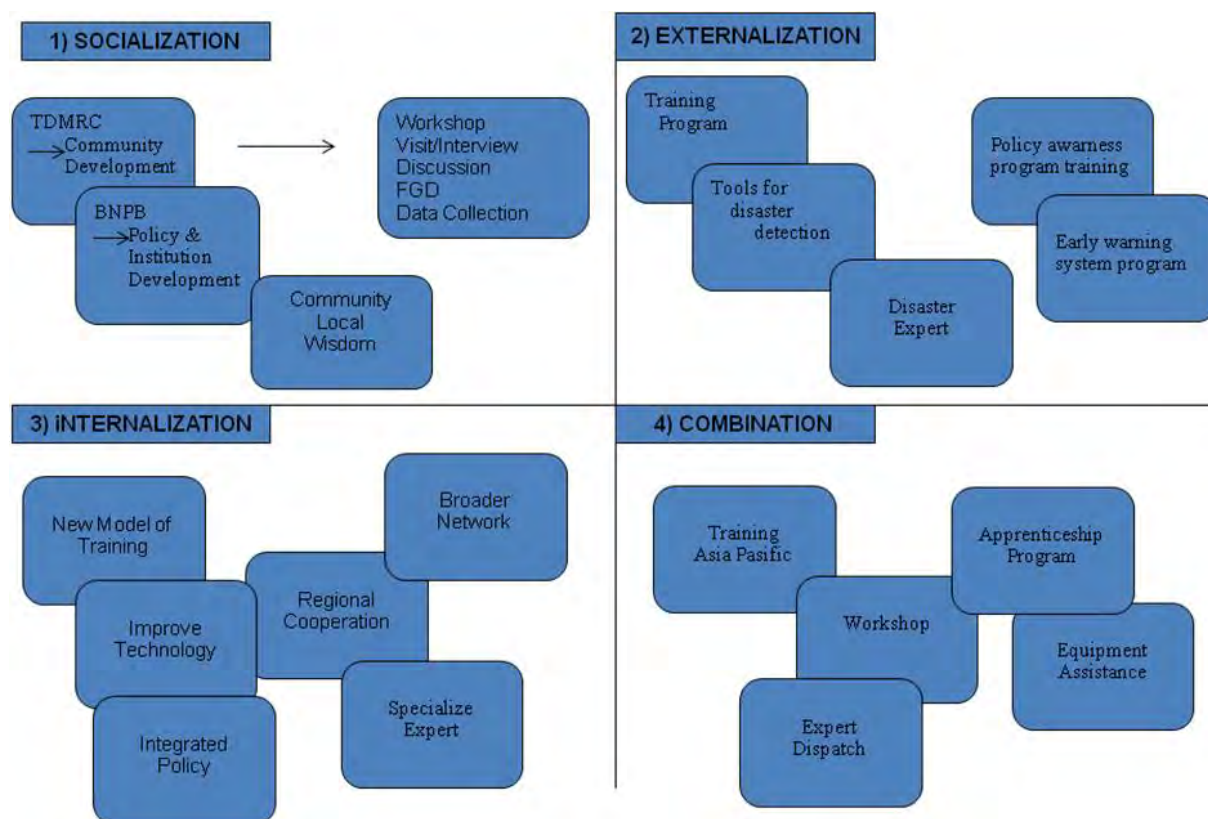 1) SOCIALIZATION
TDMRC
Community
Development
BNPB
Policy &
Institution
Development
Community
Local
Wisdom
Workshop
Visit/Interview
Discussion
FGD
Data Collection
2) EXTERNALIZATION
Training
Program
Tools for
disaster
detection
Disaster
Expert
Policy awarness
program training
Early warning
system program
3) iNTERNALIZATION
New Model of
Training
Improve
Technology
Integrated
Policy
Regional
Cooperation
Broader
Network
Specialize
Expert
4) COMBINATION
Training
Asia Pasific
Workshop
Expert
Dispatch
Apprenticeship
Program
Equipment
Assistance